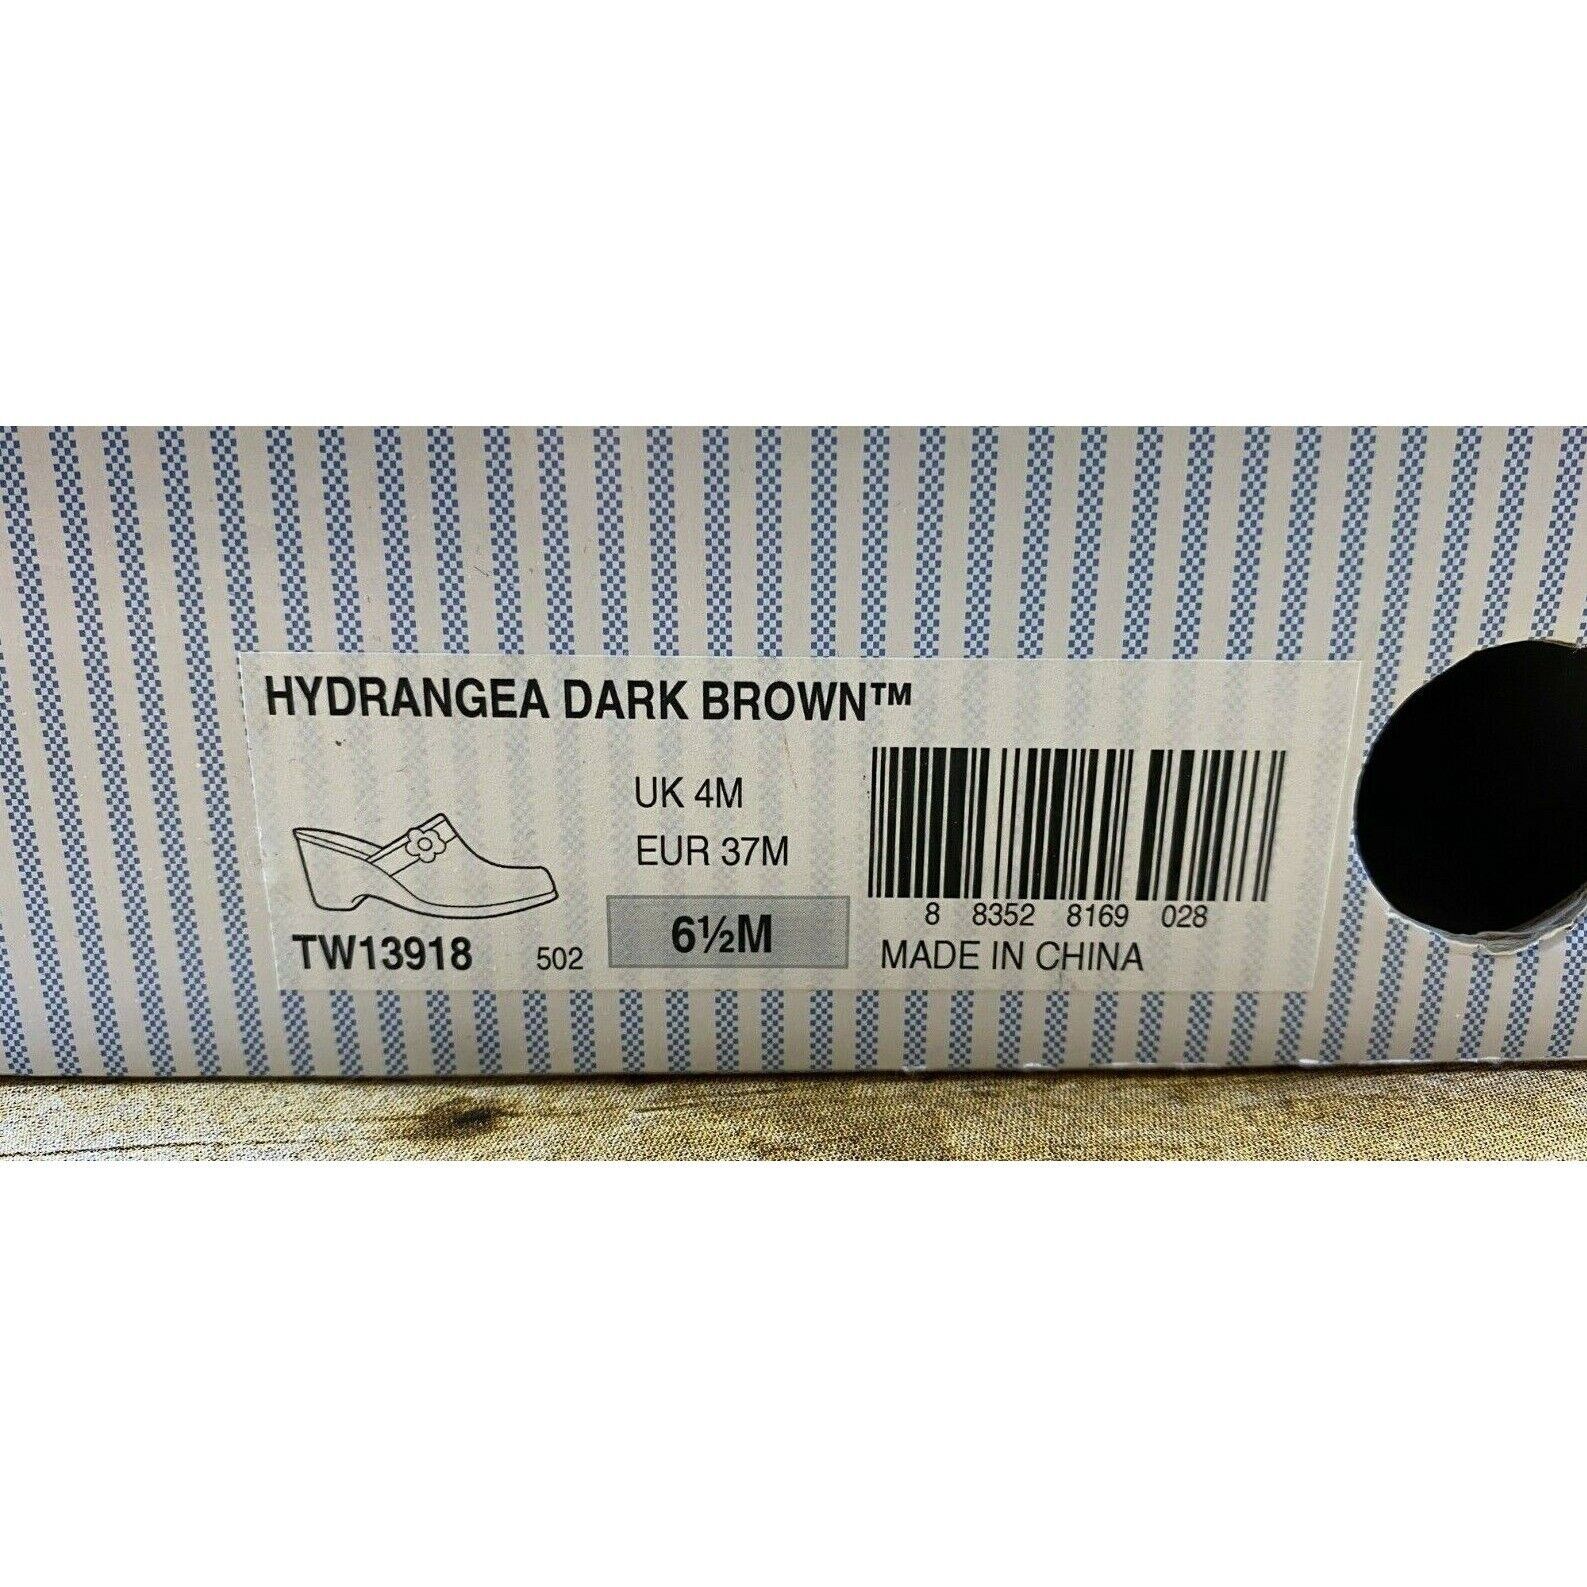 HYDRANGEA DARK BROWN™
UK 4M
EUR 37M
6½M
TW13918 502
8 8352 8169 028
MADE IN CHINA